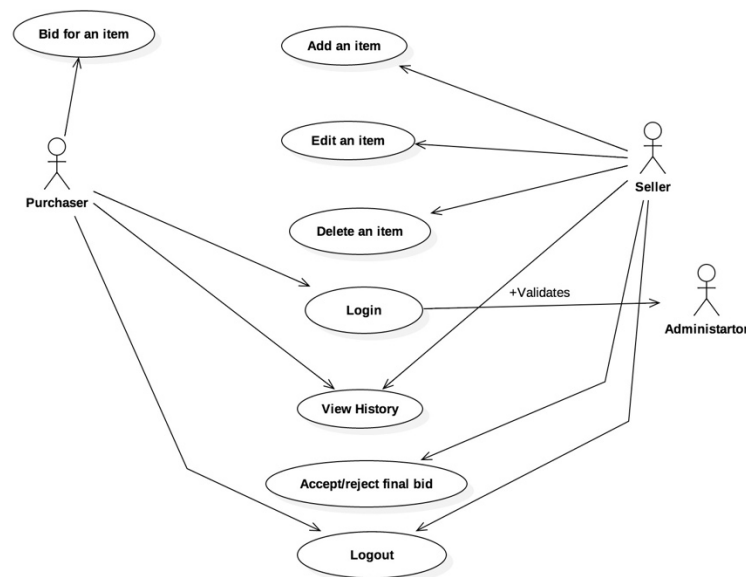 Bid for an item
Add an item
Edit an item
Purchaser
Seller
Delete an item
+Validates
Login
Administartor
View History
Accept/reject final bid
Logout